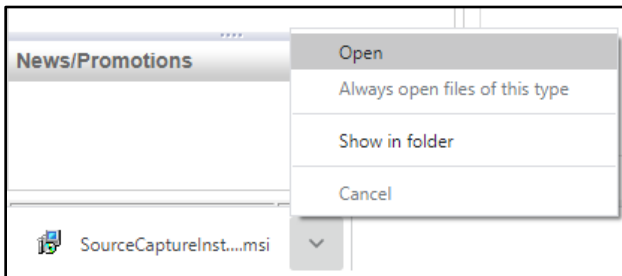 News/Promotions
Open
Always open files of this type
Show in folder
Cancel
SourceCaptureInst....msi